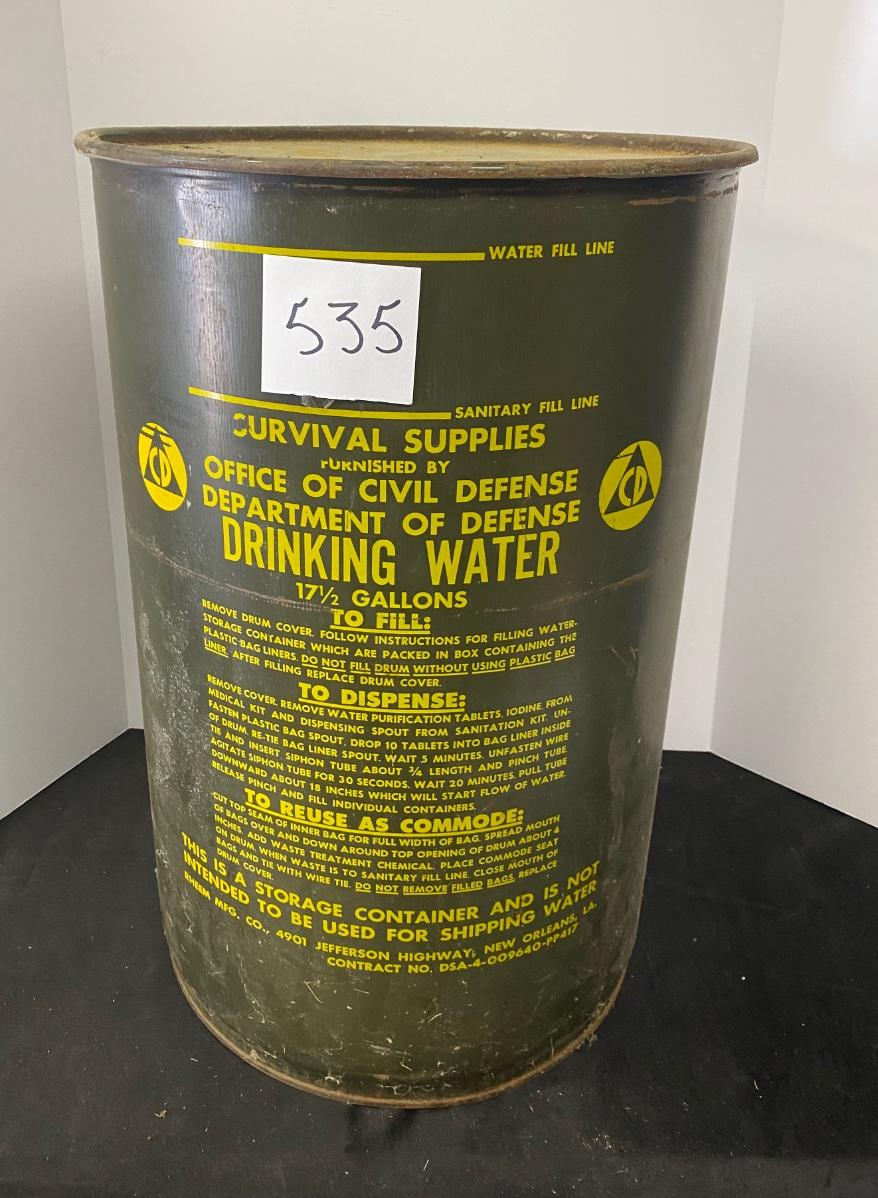 WATER FILL LINE
535
SANITARY FILL LINE
SURVIVAL SUPPLIES
FURNISHED BY
CD
OFFICE OF CIVIL DEFENSE
CD
DEPARTMENT OF DEFENSE
DRINKING WATER
17½ GALLONS
TO FILL:
REMOVE DRUM COVER. FOLLOW INSTRUCTIONS FOR FILLING WATER-
STORAGE CONTAINER WHICH ARE PACKED IN BOX CONTAINING THE
PLASTIC BAG LINERS. DO NOT FILL DRUM WITHOUT USING PLASTIC BAG
LINER. AFTER FILLING REPLACE DRUM COVER.
TO DISPENSE:
REMOVE COVER. REMOVE WATER PURIFICATION TABLETS, IODINE, FROM
MEDICAL KIT AND DISPENSING SPOUT FROM SANITATION KIT. UN-
FASTEN PLASTIC BAG SPOUT, DROP 10 TABLETS INTO BAG LINER INSIDE
OF DRUM. RE-TIE BAG LINER SPOUT. WAIT 5 MINUTES. UNFASTEN WIRE
TIE AND INSERT SIPHON TUBE ABOUT ¾ LENGTH AND PINCH TUBE.
AGITATE SIPHON TUBE FOR 30 SECONDS. WAIT 20 MINUTES. PULL TUBE
DOWNWARD ABOUT 18 INCHES WHICH WILL START FLOW OF WATER.
RELEASE PINCH AND FILL INDIVIDUAL CONTAINERS.
TO REUSE AS COMMODE:
CUT TOP SEAM OF INNER BAG FOR FULL WIDTH OF BAG. SPREAD MOUTH
OF BAGS OVER AND DOWN AROUND TOP OPENING OF DRUM ABOUT 4
INCHES. ADD WASTE TREATMENT CHEMICAL. PLACE COMMODE SEAT
ON DRUM. WHEN WASTE IS TO SANITARY FILL LINE. CLOSE MOUTH OF
BAGS AND TIE WITH WIRE TIE. DO NOT REMOVE FILLED BAGS. REPLACE
DRUM COVER.
THIS IS A STORAGE CONTAINER AND IS NOT
INTENDED TO BE USED FOR SHIPPING WATER
RHEEM MFG. CO., 4901 JEFFERSON HIGHWAY, NEW ORLEANS, LA.
CONTRACT NO. DSA-4-009640-PP417